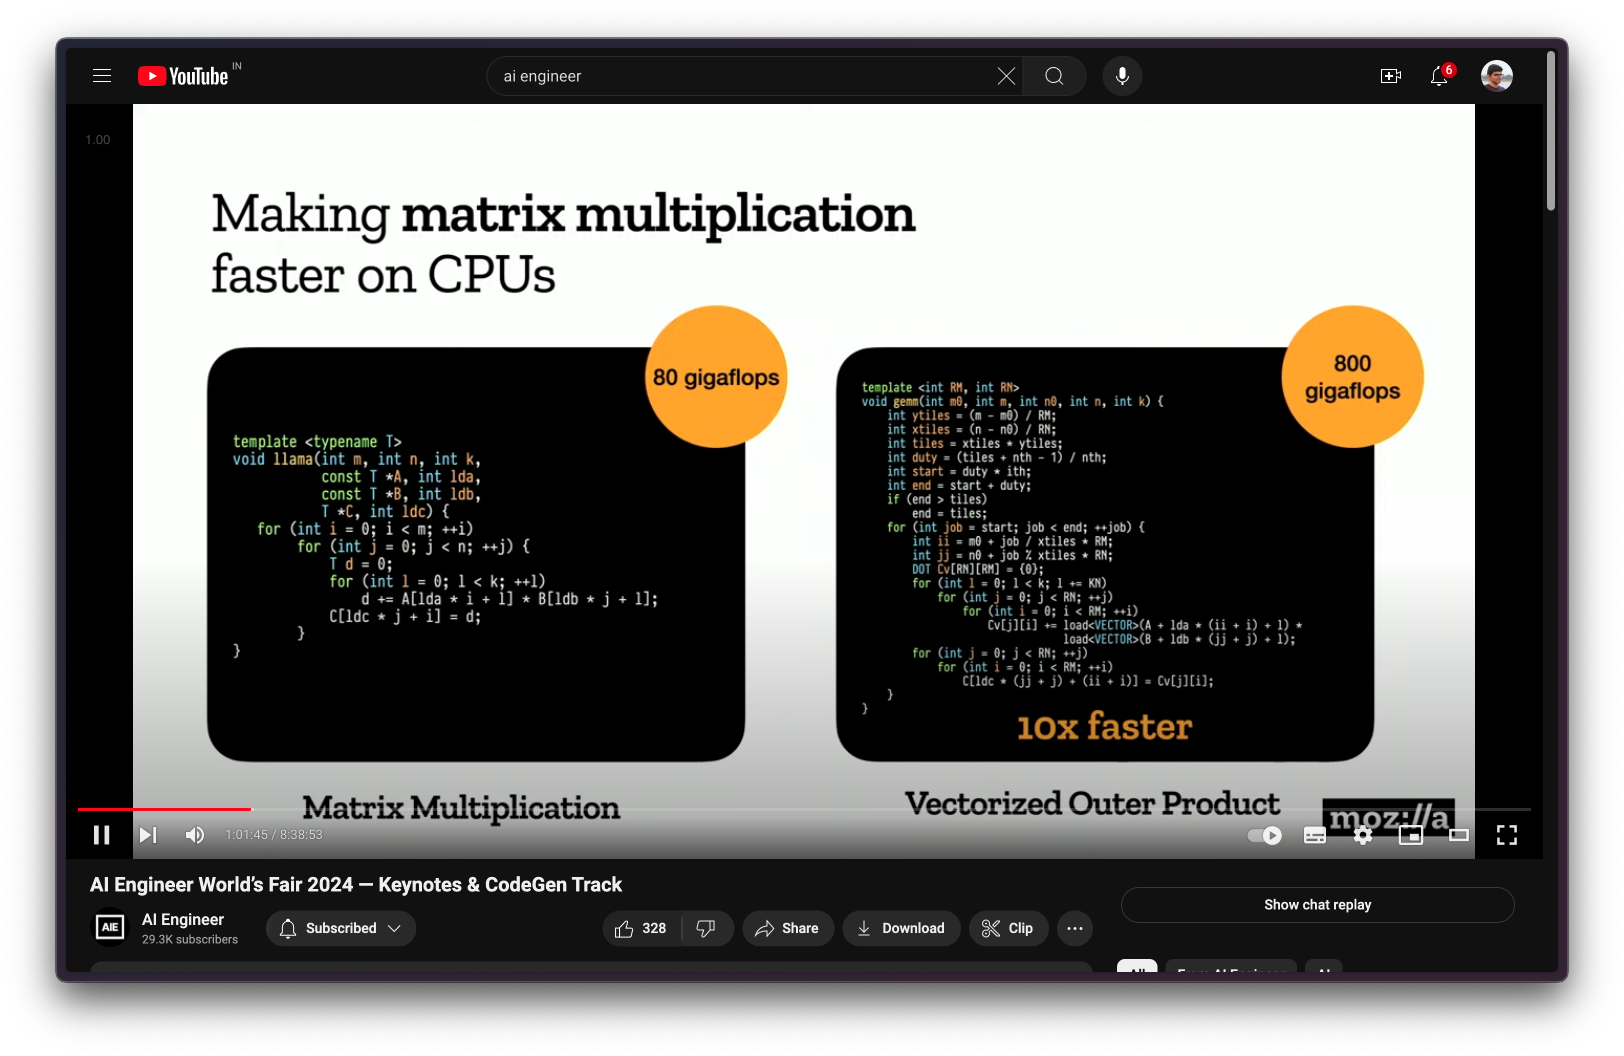 YouTube IN
ai engineer
6
1.00
Making matrix multiplication
faster on CPUs
80 gigaflops
template <typename T>
void llama(int m, int n, int k,
           const T *A, int lda,
           const T *B, int ldb,
           T *C, int ldc) {
   for (int i = 0; i < m; ++i)
        for (int j = 0; j < n; ++j) {
            T d = 0;
            for (int l = 0; l < k; ++l)
                d += A[lda * i + l] * B[ldb * j + l];
            C[ldc * j + i] = d;
        }
}
Matrix Multiplication
800
gigaflops
template <int RM, int RN>
void gemm(int m0, int m, int n0, int n, int k) {
    int ytiles = (m - m0) / RM;
    int xtiles = (n - n0) / RN;
    int tiles = xtiles * ytiles;
    int duty = (tiles + nth - 1) / nth;
    int start = duty * ith;
    int end = start + duty;
    if (end > tiles)
        end = tiles;
    for (int job = start; job < end; ++job) {
        int ii = m0 + job / xtiles * RM;
        int jj = n0 + job % xtiles * RN;
        DOT Cv[RN][RM] = {0};
        for (int l = 0; l < k; l += KN)
            for (int j = 0; j < RN; ++j)
                for (int i = 0; i < RM; ++i)
                    Cv[j][i] += load<VECTOR>(A + lda * (ii + i) + l) *
                                load<VECTOR>(B + ldb * (jj + j) + l);
        for (int j = 0; j < RN; ++j)
            for (int i = 0; i < RM; ++i)
                C[ldc * (jj + j) + (ii + i)] = Cv[j][i];
    }
}
10x faster
Vectorized Outer Product
moz://a
1:01:45 / 8:38:53
AI Engineer World's Fair 2024 — Keynotes & CodeGen Track
AIE
AI Engineer
29.3K subscribers
Subscribed
328
Share
Download
Clip
Show chat replay
All
From AI Engineer
AI